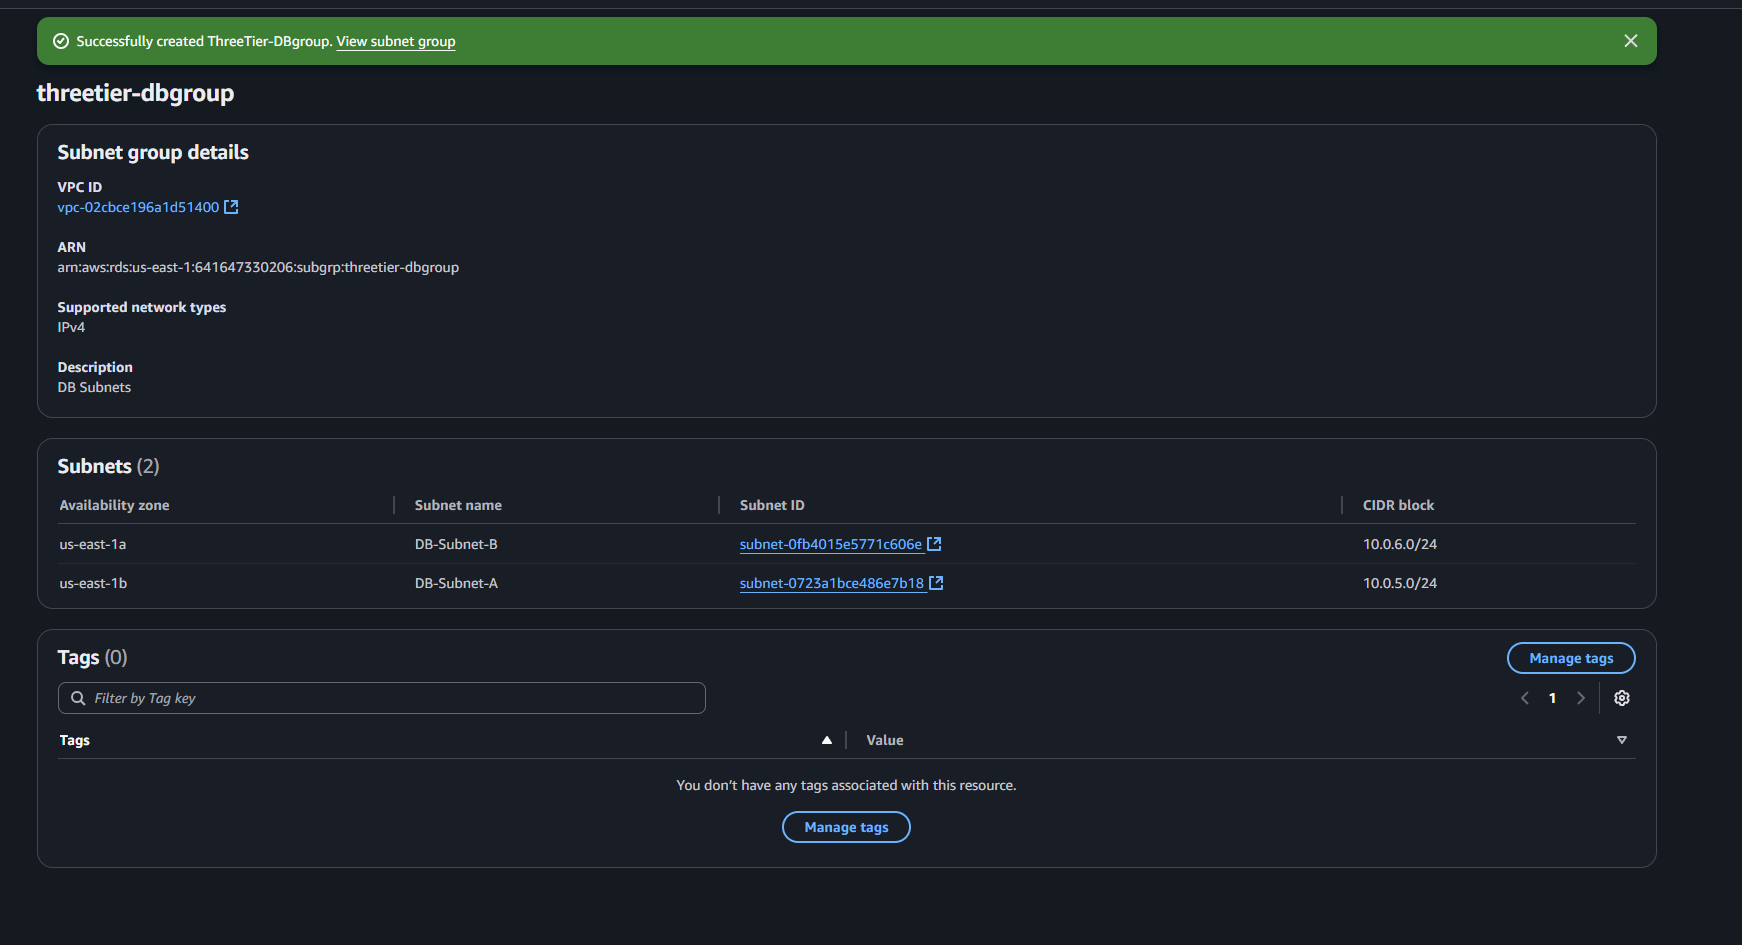 Successfully created ThreeTier-DBgroup. View subnet group
threetier-dbgroup
Subnet group details
VPC ID
vpc-02cbce196a1d51400
ARN
arn:aws:rds:us-east-1:641647330206:subgrp:threetier-dbgroup
Supported network types
IPv4
Description
DB Subnets
Subnets (2)
Availability zone Subnet name Subnet ID CIDR block
us-east-1a DB-Subnet-B subnet-0fb4015e5771c606e 10.0.6.0/24
us-east-1b DB-Subnet-A subnet-0723a1bce486e7b18 10.0.5.0/24
Tags (0) Manage tags
Filter by Tag key 1
Tags Value
You don't have any tags associated with this resource.
Manage tags